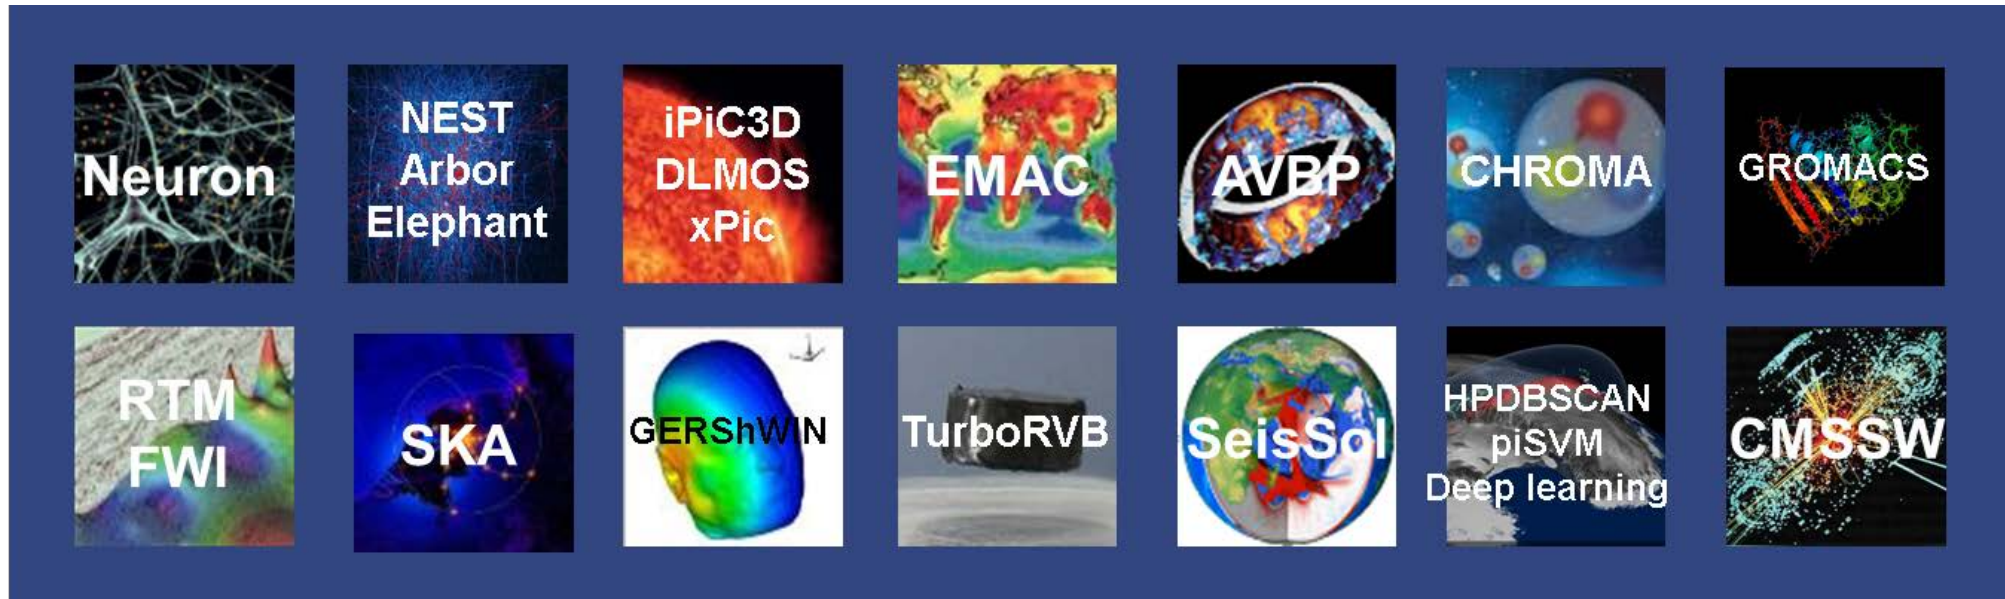 Neuron
NEST
Arbor
Elephant
iPiC3D
DLMOS
xPic
EMAC
AVBP
CHROMA
GROMACS
RTM
FWI
SKA
GERShWIN
TurboRVB
SeisSol
HPDBSCAN
piSVM
Deep learning
CMSSW